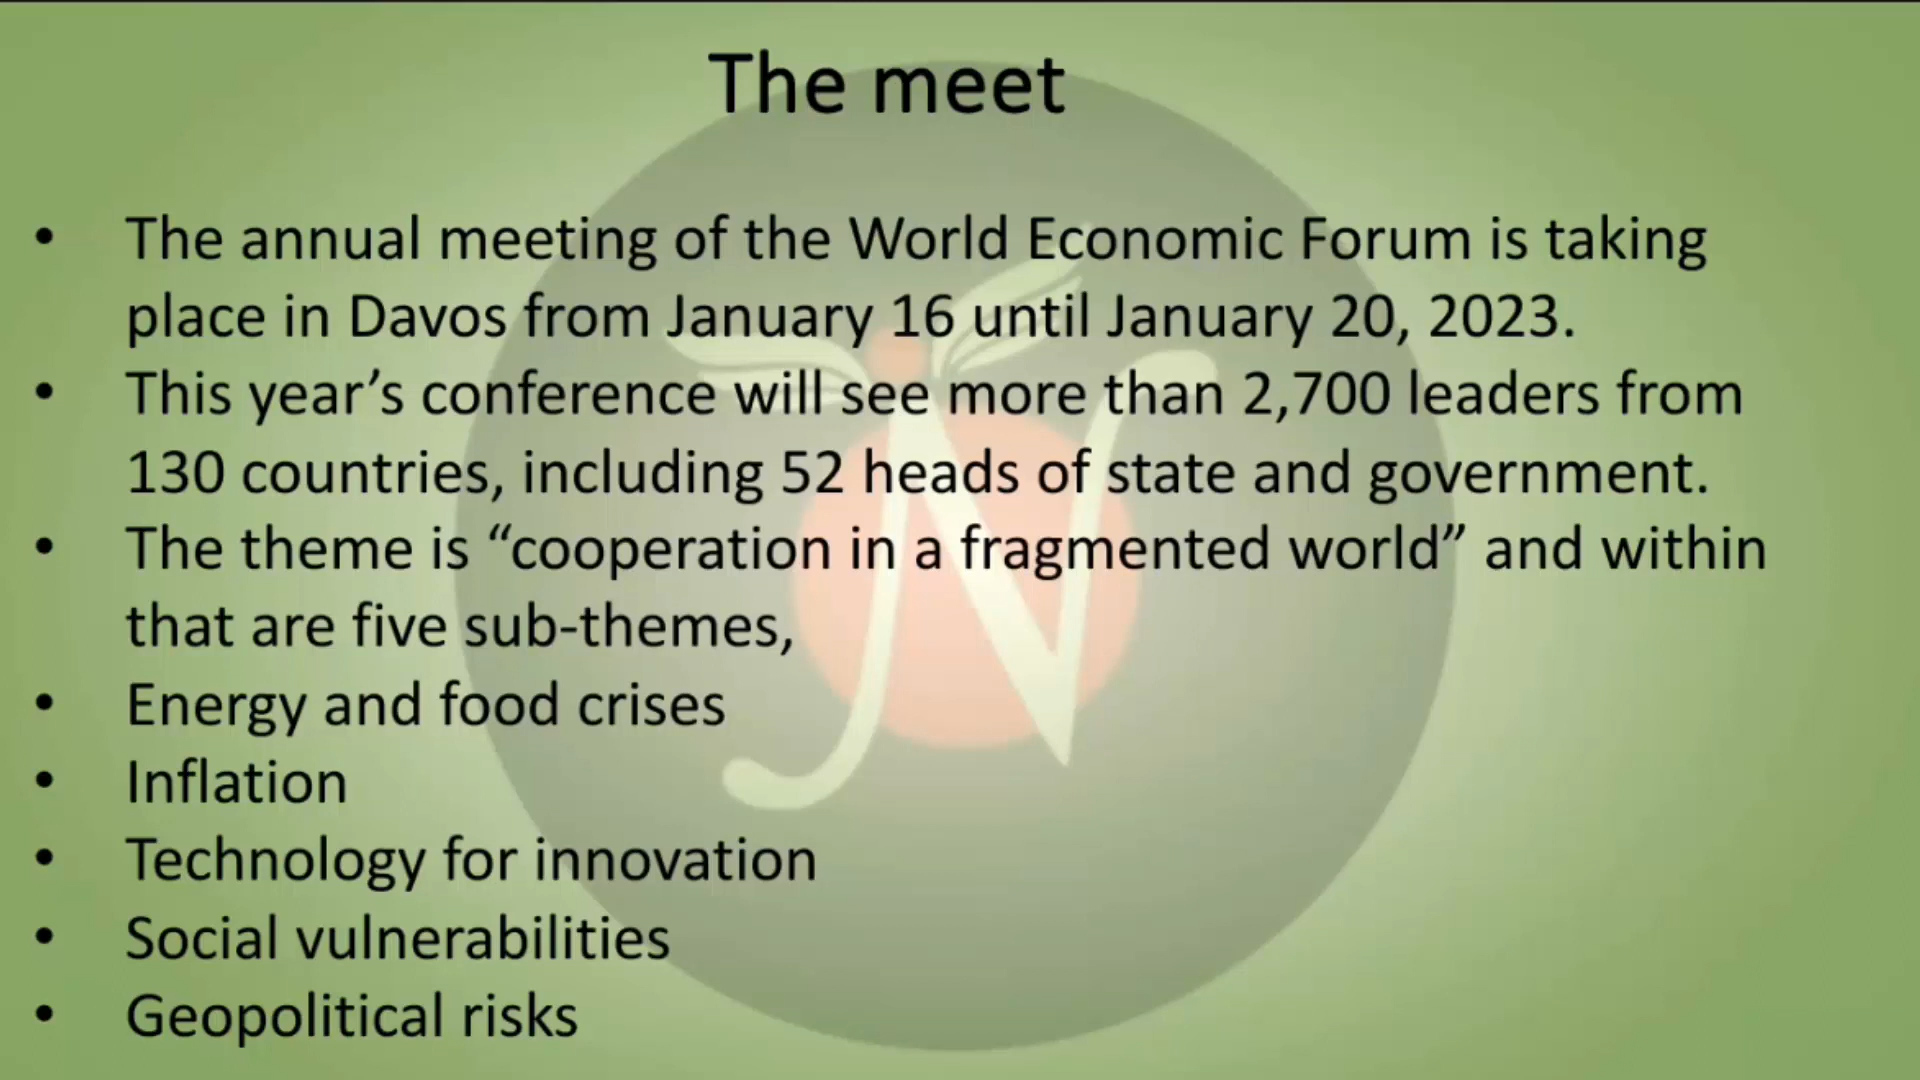 The meet
• The annual meeting of the World Economic Forum is taking
place in Davos from January 16 until January 20, 2023.
• This year’s conference will see more than 2,700 leaders from
130 countries, including 52 heads of state and government.
• The theme is “cooperation in a fragmented world” and within
that are five sub-themes,
• Energy and food crises
• Inflation
• Technology for innovation
• Social vulnerabilities
• Geopolitical risks